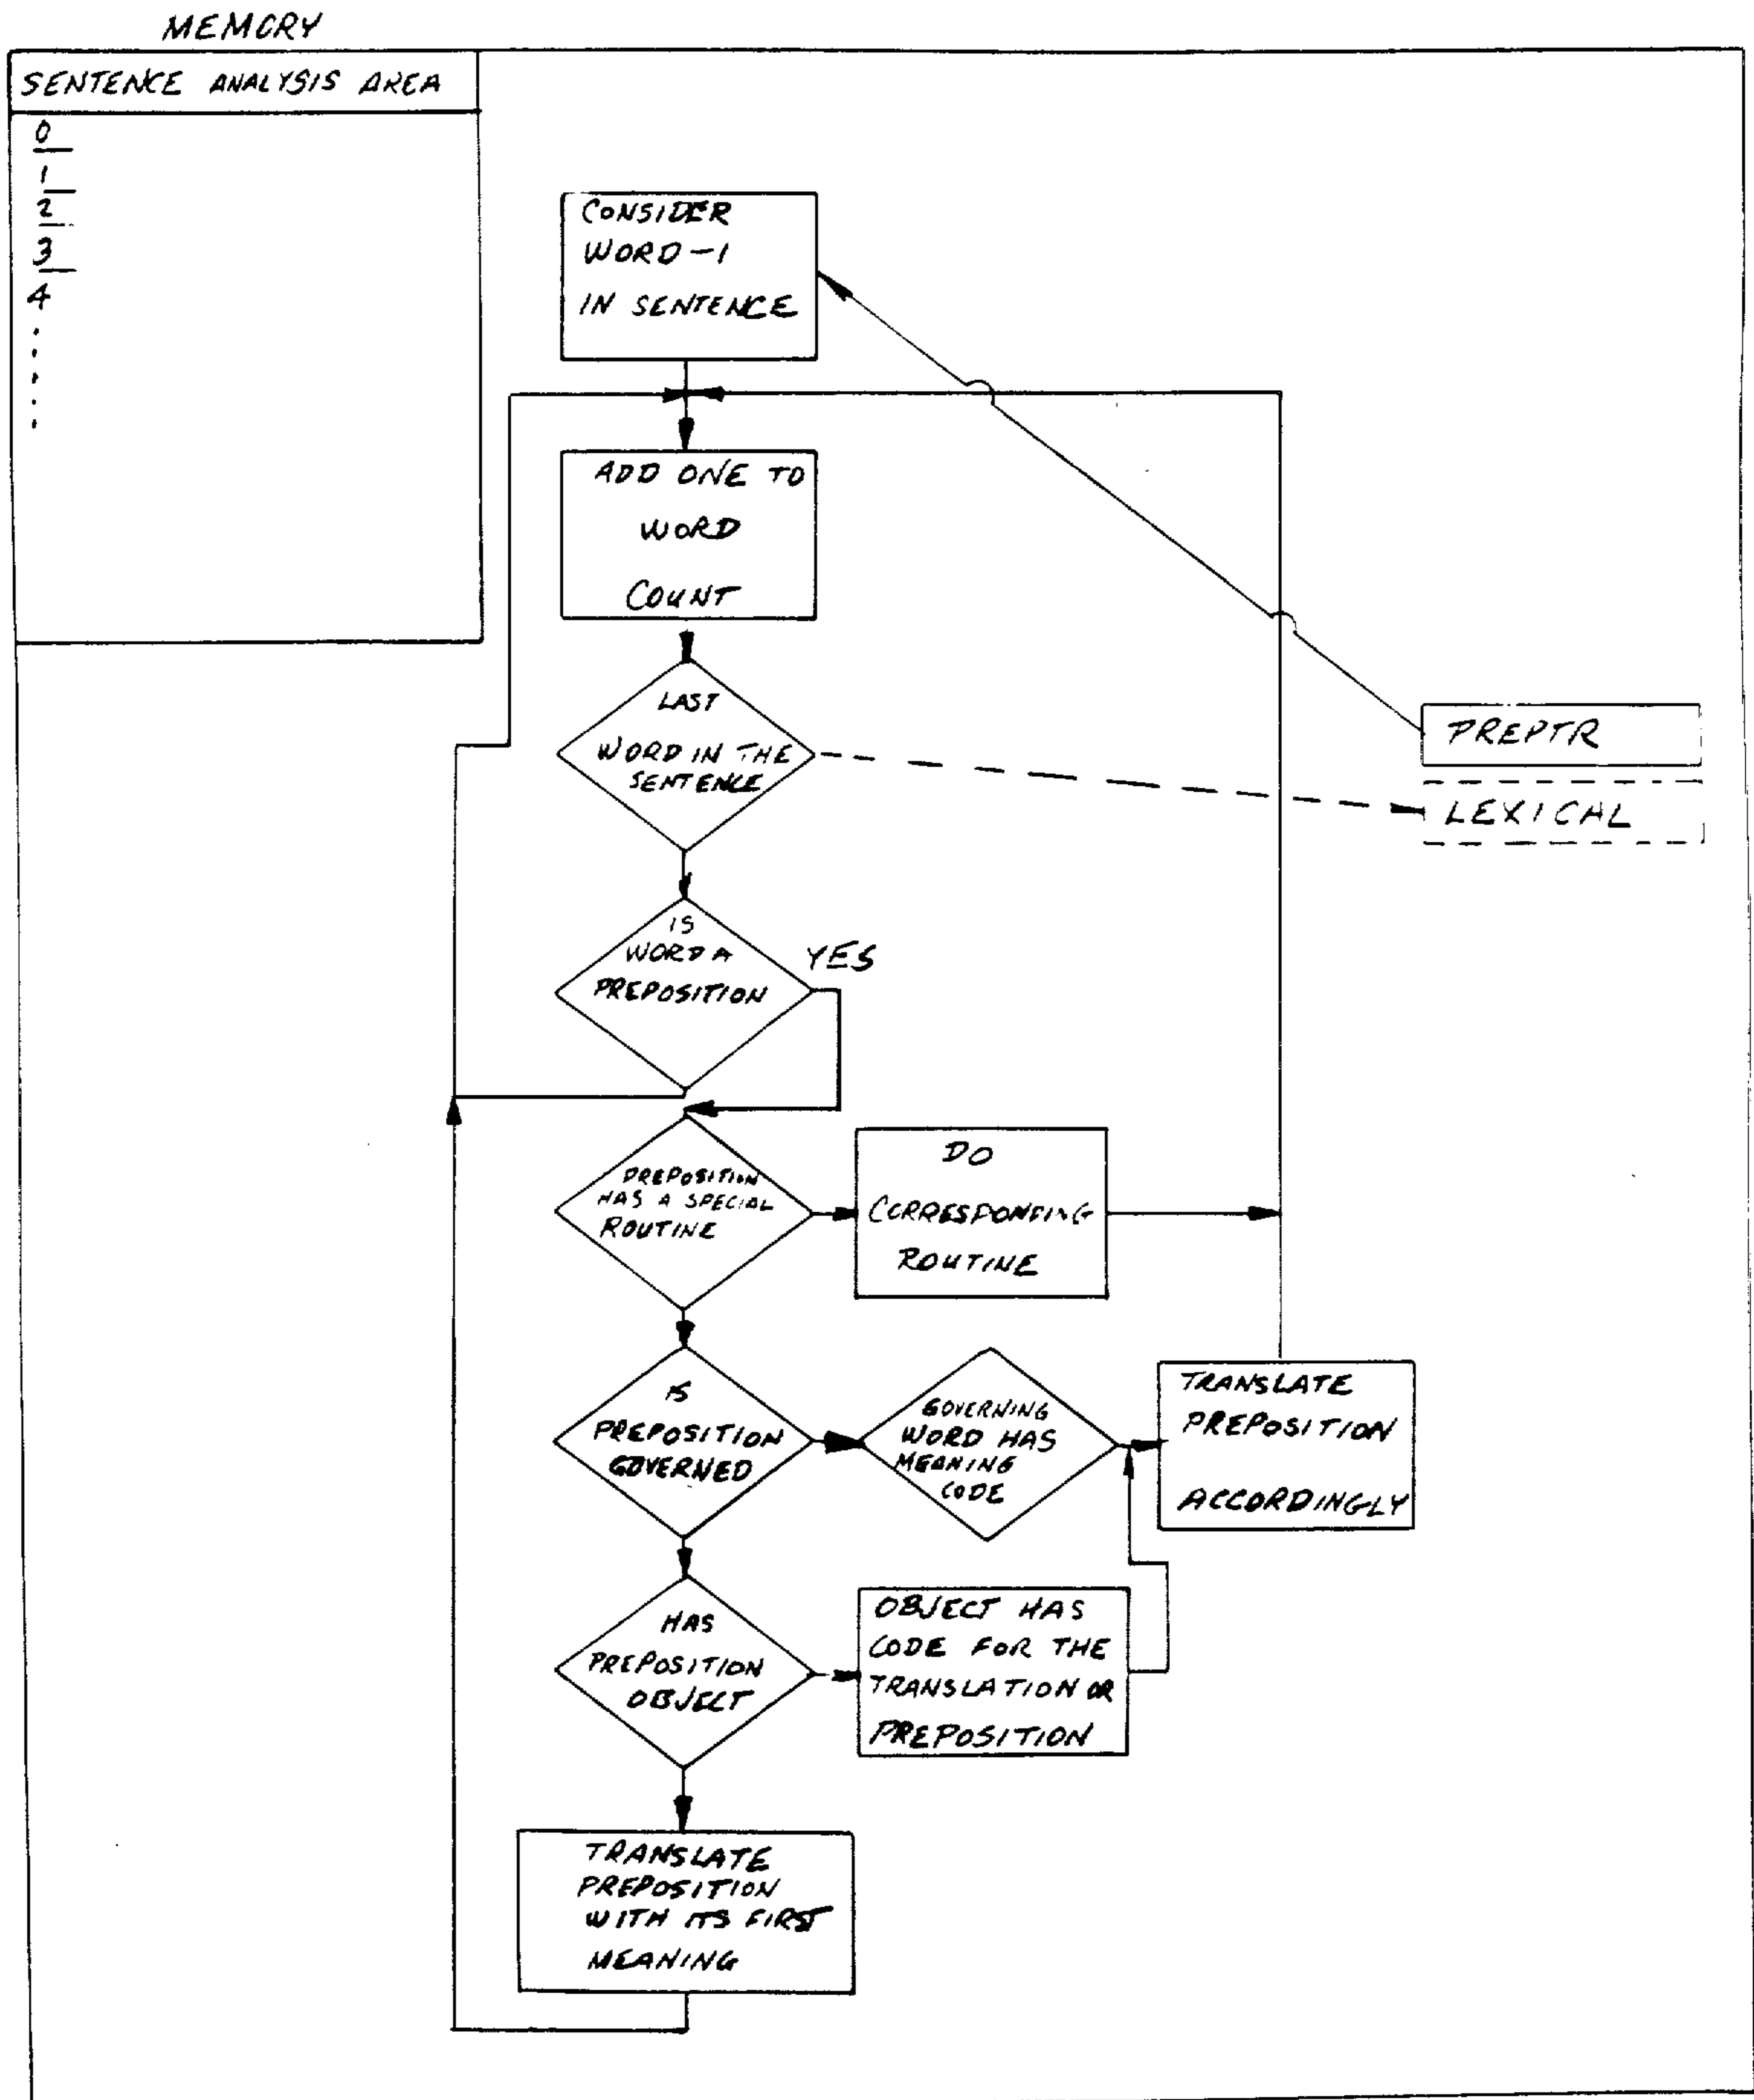 MEMORY
SENTENCE ANALYSIS AREA
0
1
2
3
4
CONSIDER
WORD-1
IN SENTENCE
ADD ONE TO
WORD
COUNT
LAST
WORD IN THE
SENTENCE
PREPTR
LEXICAL
IS
WORD A
PREPOSITION
YES
PREPOSITION
HAS A SPECIAL
ROUTINE
DO
CORRESPONDING
ROUTINE
IS
PREPOSITION
GOVERNED
GOVERNING
WORD HAS
MEANING
CODE
TRANSLATE
PREPOSITION
ACCORDINGLY
HAS
PREPOSITION
OBJECT
OBJECT HAS
CODE FOR THE
TRANSLATION OR
PREPOSITION
TRANSLATE
PREPOSITION
WITH ITS FIRST
MEANING